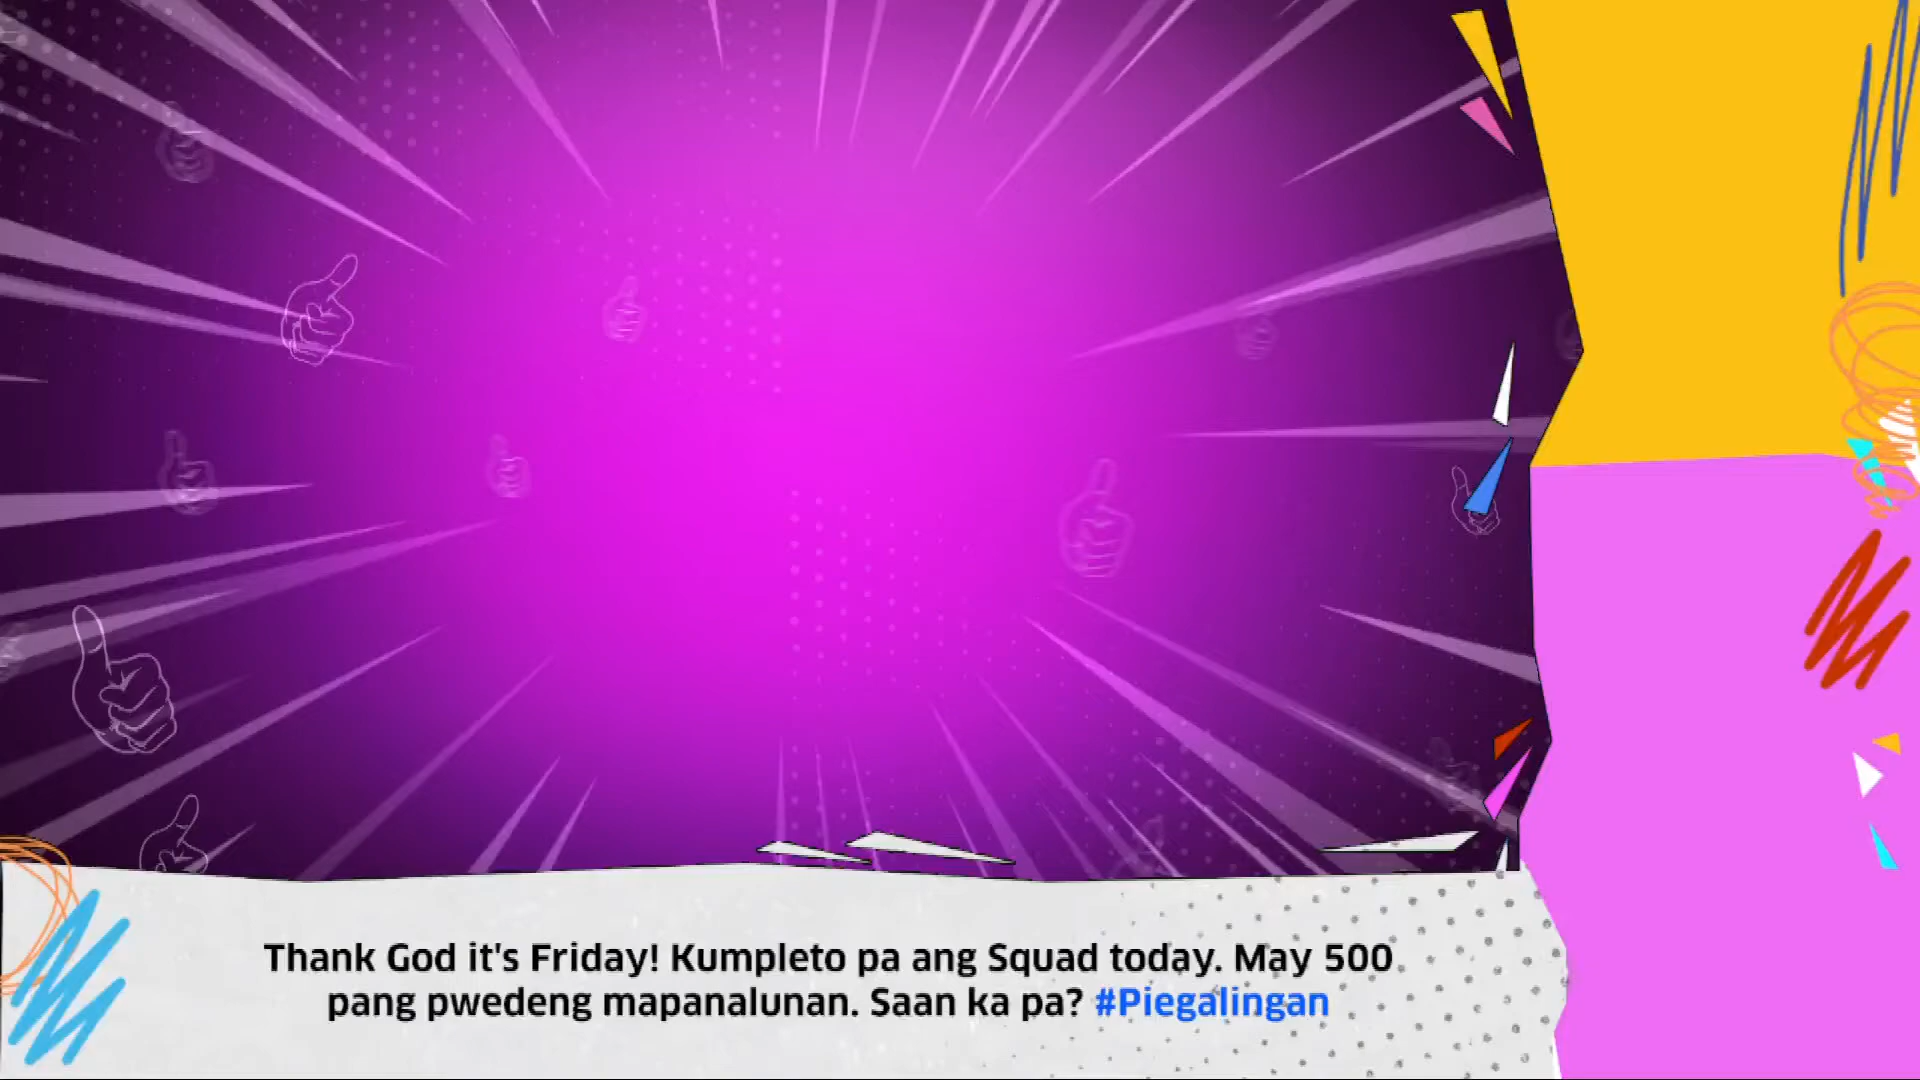 Thank God it's Friday! Kumpleto pa ang Squad today. May 500
pang pwedeng mapanalunan. Saan ka pa? #Piegalingan